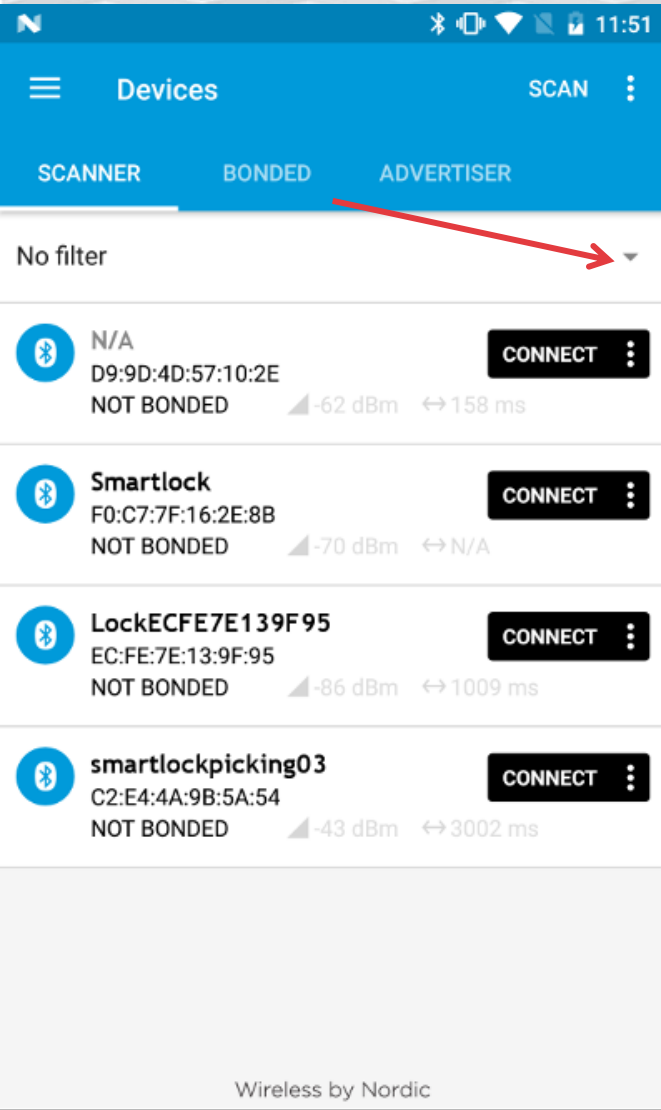 11:51
Devices SCAN
SCANNER BONDED ADVERTISER
No filter
N/A
CONNECT
D9:9D:4D:57:10:2E
NOT BONDED -62 dBm 158 ms
Smartlock
CONNECT
F0:C7:7F:16:2E:8B
NOT BONDED -70 dBm N/A
LockECFE7E139F95
CONNECT
EC:FE:7E:13:9F:95
NOT BONDED -86 dBm 1009 ms
smartlockpicking03
CONNECT
C2:E4:4A:9B:5A:54
NOT BONDED -43 dBm 3002 ms
Wireless by Nordic